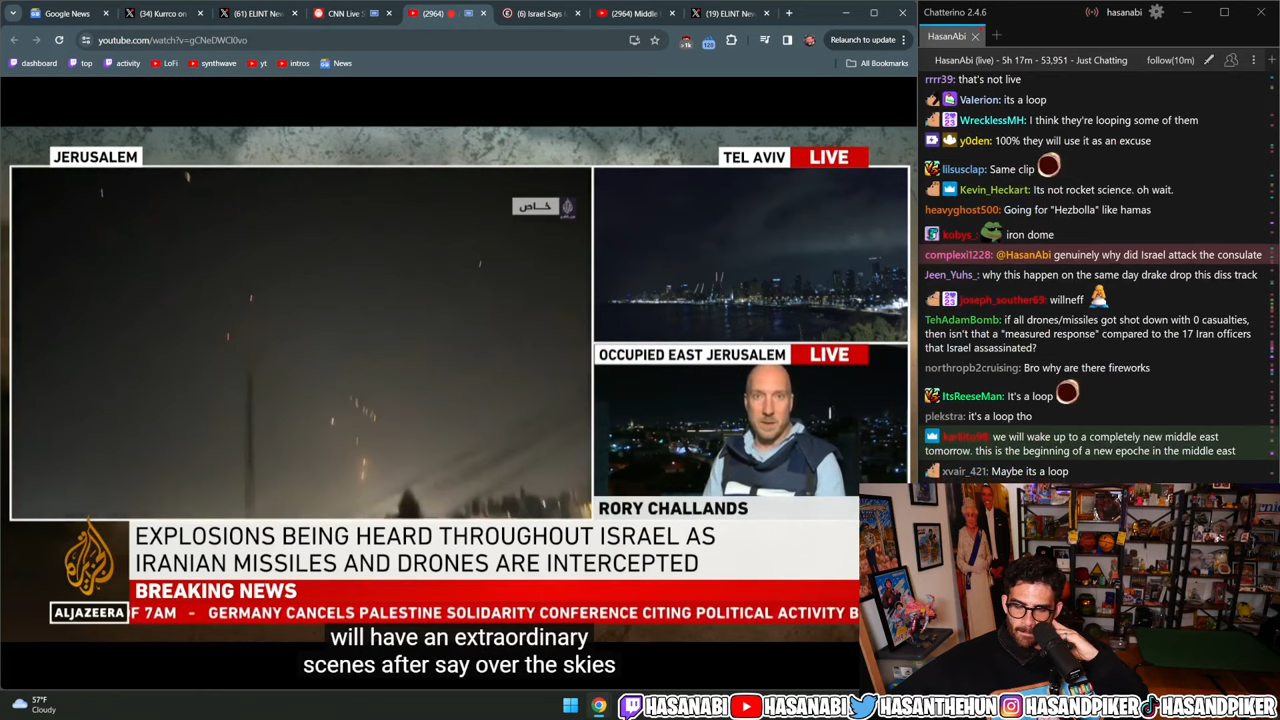 Google News
(34) Kurrco on
(61) ELINT New
CNN Live S
(2964)
(6) Israel Says
(2964) Middle
(19) ELINT New
youtube.com/watch?v=gCNeDWCl0vo
>1k
120
Relaunch to update
dashboard
top
activity
LoFi
synthwave
yt
intros
News
All Bookmarks
JERUSALEM
خاص
TEL AVIV LIVE
OCCUPIED EAST JERUSALEM LIVE
RORY CHALLANDS
EXPLOSIONS BEING HEARD THROUGHOUT ISRAEL AS
IRANIAN MISSILES AND DRONES ARE INTERCEPTED
BREAKING NEWS
ALJAZEERA
OF 7AM - GERMANY CANCELS PALESTINE SOLIDARITY CONFERENCE CITING POLITICAL ACTIVITY B
will have an extraordinary
scenes after say over the skies
57°F
Cloudy
Chatterino 2.4.6
hasanabi
HasanAbi
HasanAbi (live) - 5h 17m - 53,951 - Just Chatting
follow(10m)
rrrr39: that's not live
Valerion: its a loop
WrecklessMH: I think they're looping some of them
y0den: 100% they will use it as an excuse
lilsusclap: Same clip
Kevin_Heckart: Its not rocket science. oh wait.
heavyghost500: Going for "Hezbolla" like hamas
kobys_: iron dome
complexi1228: @HasanAbi genuinely why did Israel attack the consulate
Jeen_Yuhs_: why this happen on the same day drake drop this diss track
joseph_souther69: willneff
TehAdamBomb: if all drones/missiles got shot down with 0 casualties,
then isn't that a "measured response" compared to the 17 Iran officers
that Israel assassinated?
northropb2cruising: Bro why are there fireworks
ItsReeseMan: It's a loop
plekstra: it's a loop tho
karliito98: we will wake up to a completely new middle east
tomorrow. this is the beginning of a new epoche in the middle east
xvair_421: Maybe its a loop
HASANABI
HASANABI
HASANTHEHUN
HASANDPIKER
HASANDPIKER